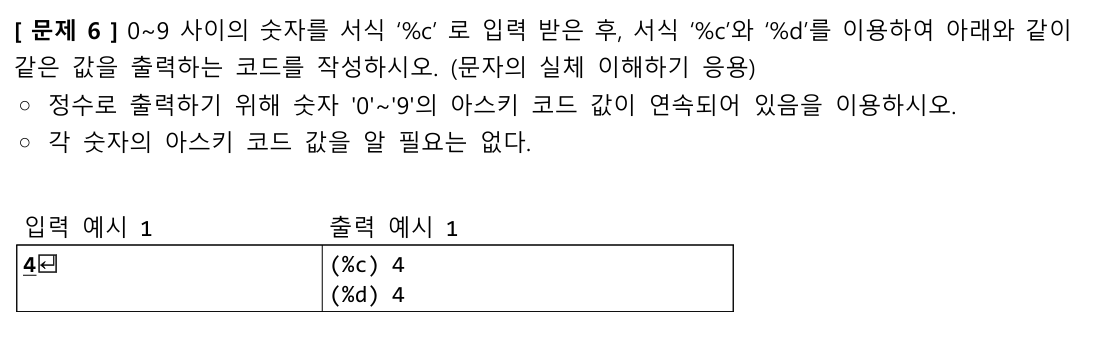 [ 문제 6 ] 0~9 사이의 숫자를 서식 ‘%c’ 로 입력 받은 후, 서식 ‘%c’와 ‘%d’를 이용하여 아래와 같이
같은 값을 출력하는 코드를 작성하시오. (문자의 실체 이해하기 응용)
○ 정수로 출력하기 위해 숫자 '0'~'9'의 아스키 코드 값이 연속되어 있음을 이용하시오.
○ 각 숫자의 아스키 코드 값을 알 필요는 없다.
입력 예시 1 출력 예시 1
4↵ (%c) 4
(%d) 4